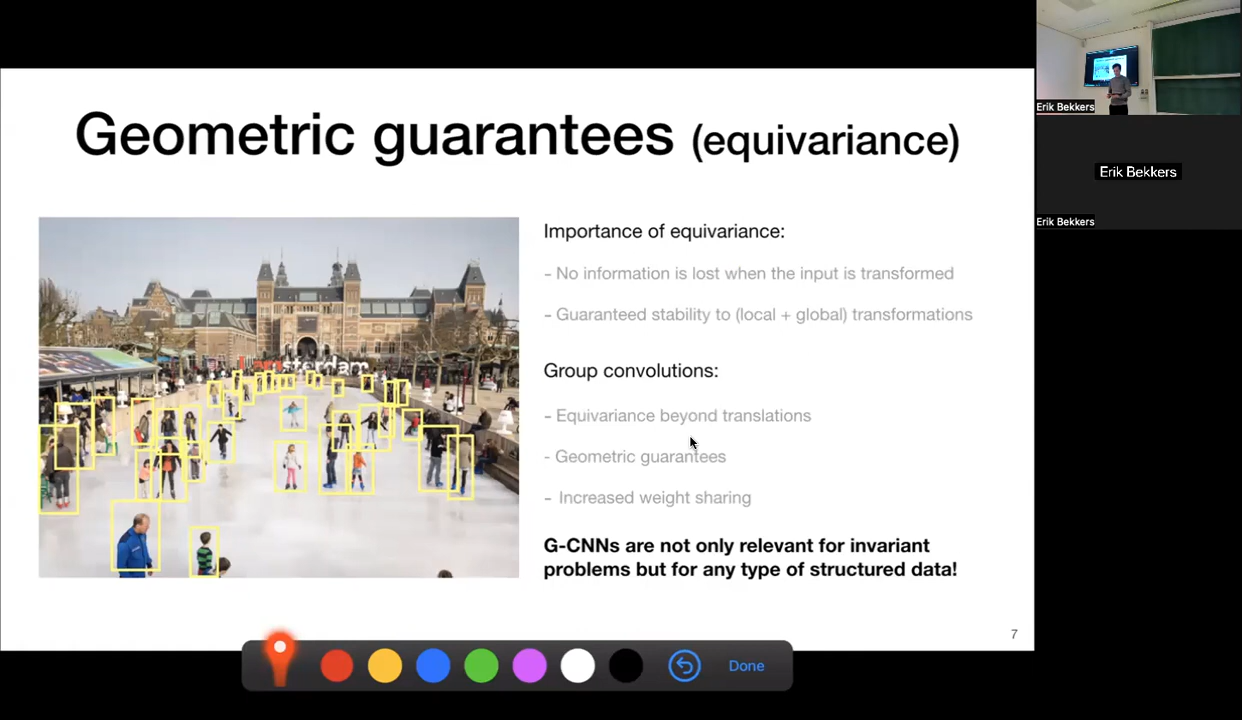 Geometric guarantees (equivariance)
Importance of equivariance:
- No information is lost when the input is transformed
- Guaranteed stability to (local + global) transformations
Group convolutions:
- Equivariance beyond translations
- Geometric guarantees
- Increased weight sharing
G-CNNs are not only relevant for invariant
problems but for any type of structured data!
7
Done
Erik Bekkers
Erik Bekkers
Erik Bekkers